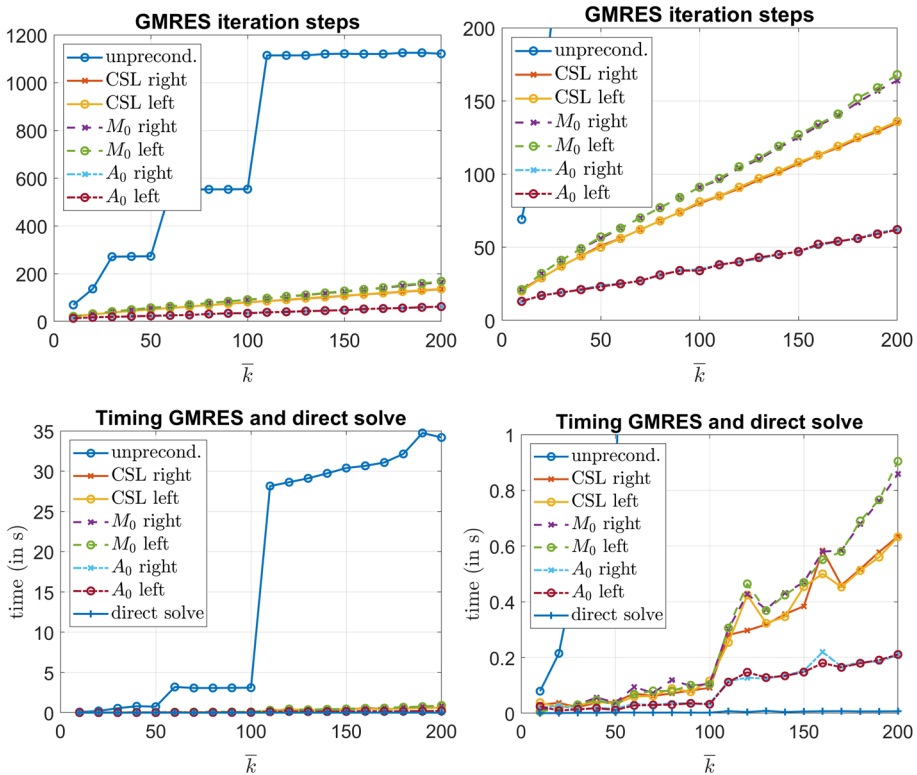 GMRES iteration steps
1200
1000
800
600
400
200
0
unprecond.
CSL right
CSL left
M₀ right
M₀ left
A₀ right
A₀ left
0 50 100 150 200
k̅
GMRES iteration steps
200
150
100
50
0
unprecond.
CSL right
CSL left
M₀ right
M₀ left
A₀ right
A₀ left
0 50 100 150 200
k̅
Timing GMRES and direct solve
time (in s)
35
30
25
20
15
10
5
0
unprecond.
CSL right
CSL left
M₀ right
M₀ left
A₀ right
A₀ left
direct solve
0 50 100 150 200
k̅
Timing GMRES and direct solve
time (in s)
1
0.8
0.6
0.4
0.2
0
unprecond.
CSL right
CSL left
M₀ right
M₀ left
A₀ right
A₀ left
direct solve
0 50 100 150 200
k̅